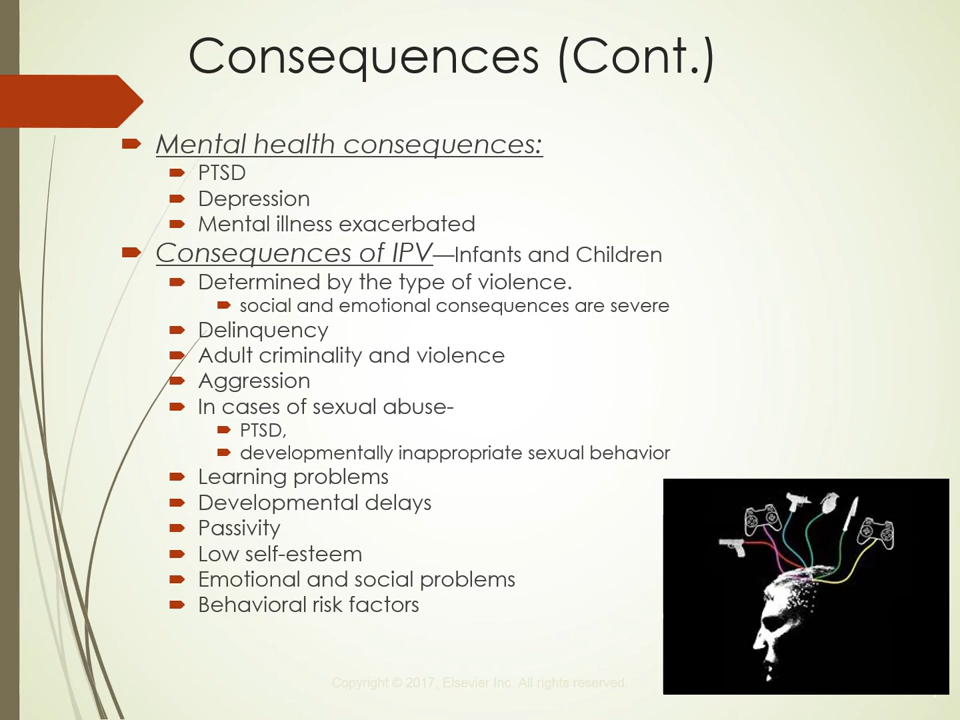 Consequences (Cont.)
Mental health consequences:
PTSD
Depression
Mental illness exacerbated
Consequences of IPV—Infants and Children
Determined by the type of violence.
social and emotional consequences are severe
Delinquency
Adult criminality and violence
Aggression
In cases of sexual abuse-
PTSD,
developmentally inappropriate sexual behavior
Learning problems
Developmental delays
Passivity
Low self-esteem
Emotional and social problems
Behavioral risk factors
Copyright © 2017, Elsevier Inc. All rights reserved.